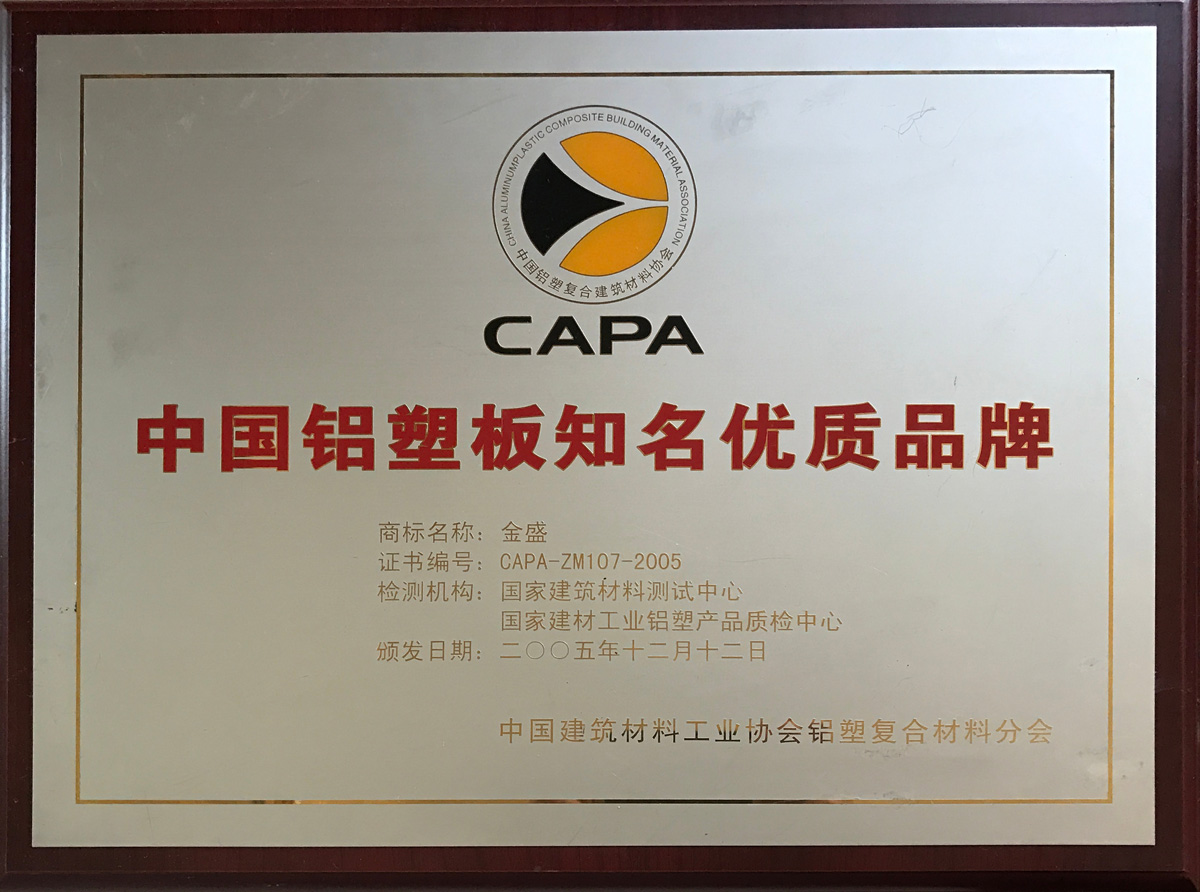 CHINA ALUMINUMPLASTIC COMPOSITE BUILDING MATERIAL ASSOCIATION
中国铝塑复合建筑材料协会
CAPA
中国铝塑板知名优质品牌
商标名称：金盛
证书编号：CAPA-ZM107-2005
检测机构：国家建筑材料测试中心
国家建材工业铝塑产品质检中心
颁发日期：二〇〇五年十二月十二日
中国建筑材料工业协会铝塑复合材料分会